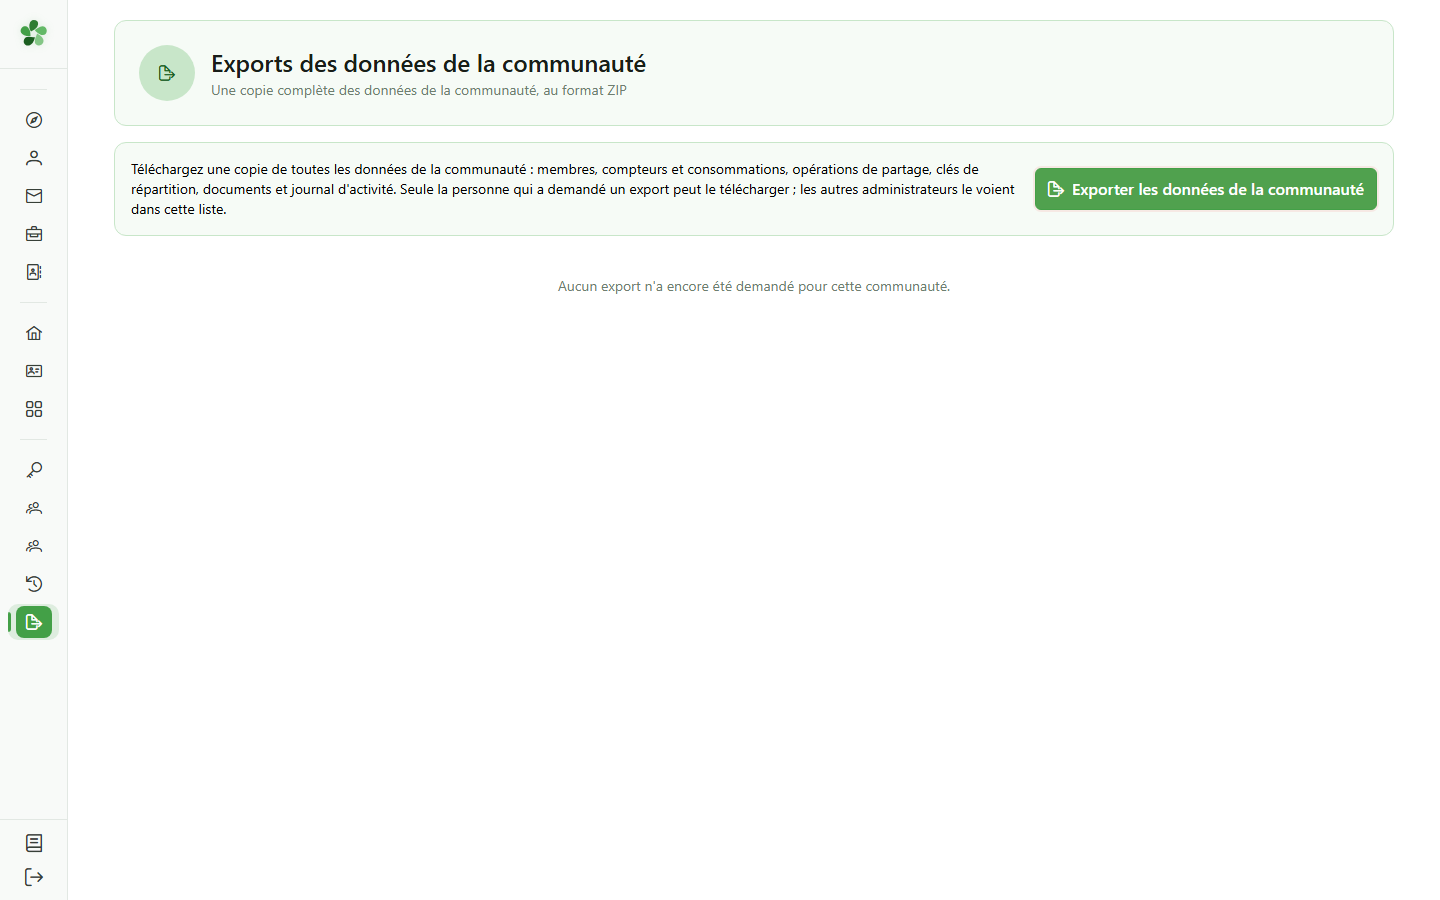 Exports des données de la communauté
Une copie complète des données de la communauté, au format ZIP
Téléchargez une copie de toutes les données de la communauté : membres, compteurs et consommations, opérations de partage, clés de
répartition, documents et journal d'activité. Seule la personne qui a demandé un export peut le télécharger ; les autres administrateurs le voient
dans cette liste.
Exporter les données de la communauté
Aucun export n'a encore été demandé pour cette communauté.